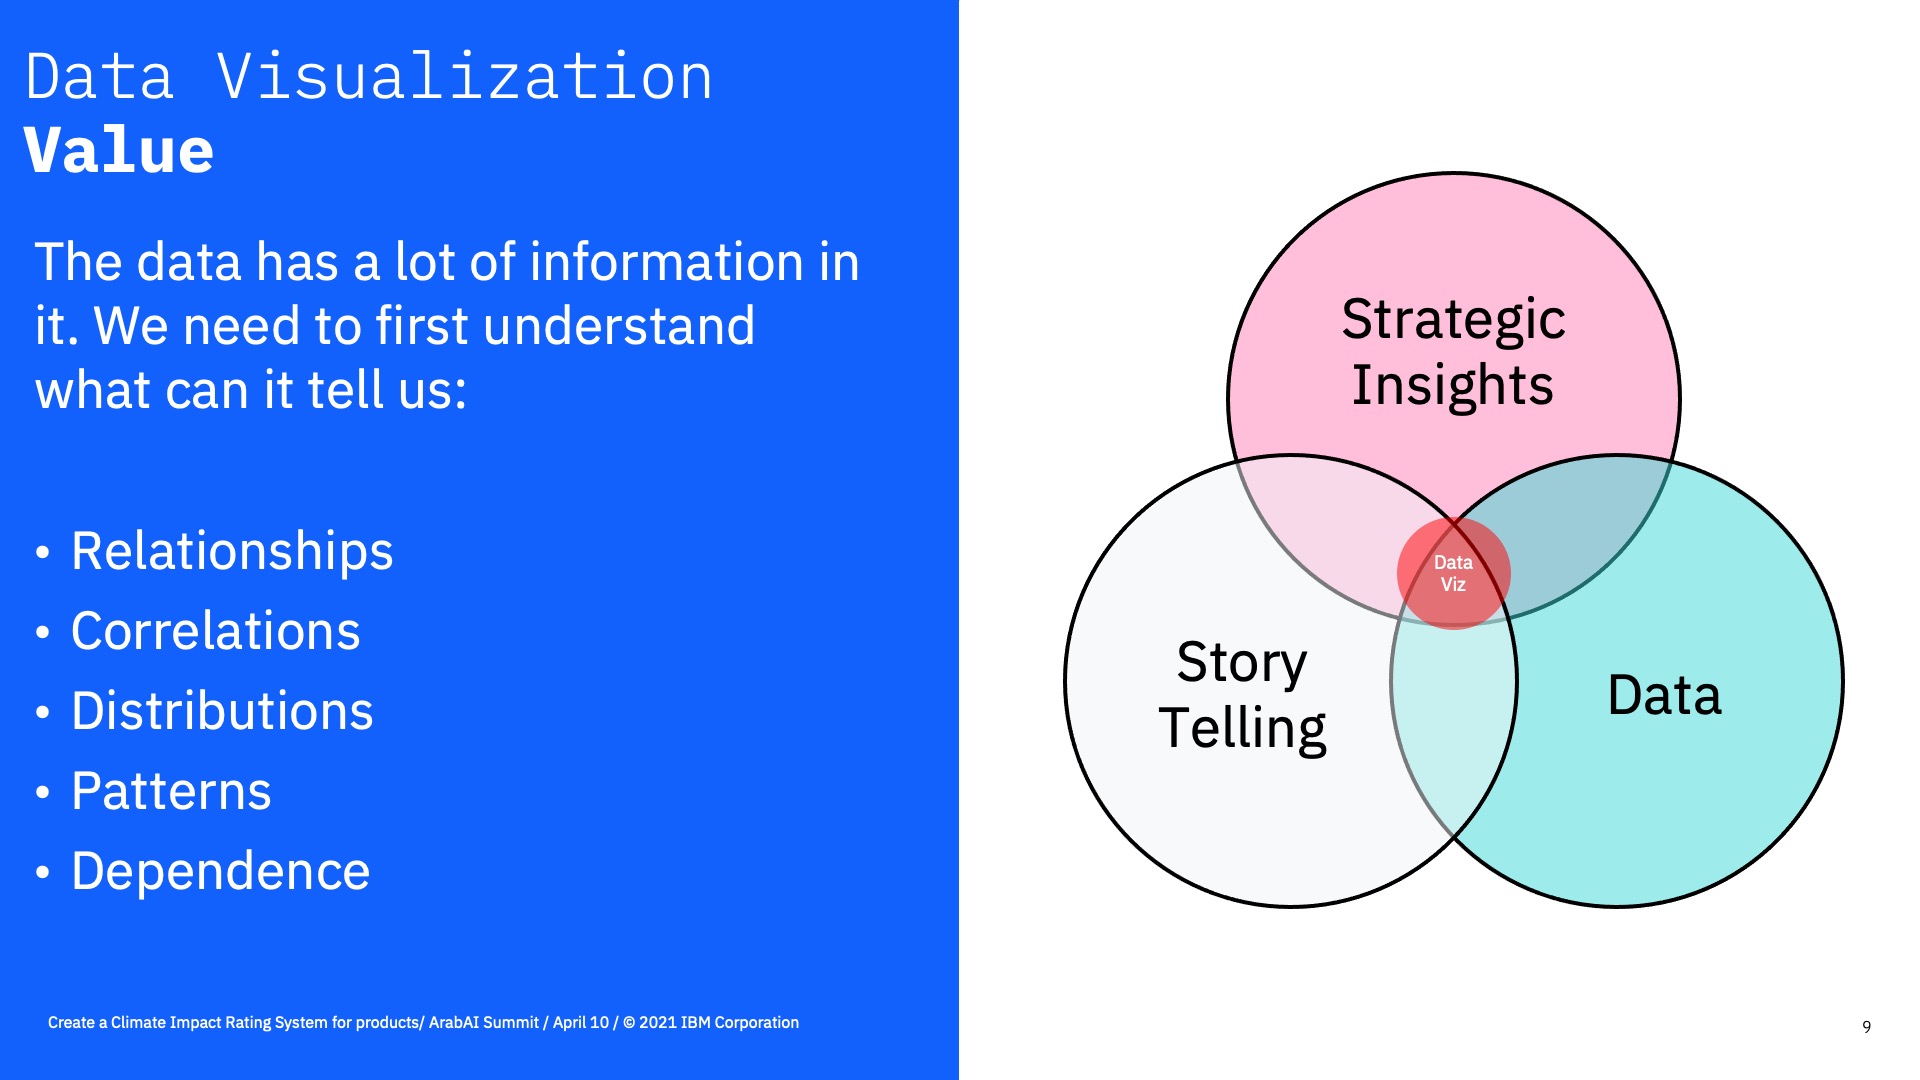 Data Visualization
Value
The data has a lot of information in
it. We need to first understand
what can it tell us:
• Relationships
• Correlations
• Distributions
• Patterns
• Dependence
Strategic
Insights
Data
Viz
Story
Telling
Data
Create a Climate Impact Rating System for products/ ArabAI Summit / April 10 / © 2021 IBM Corporation
9